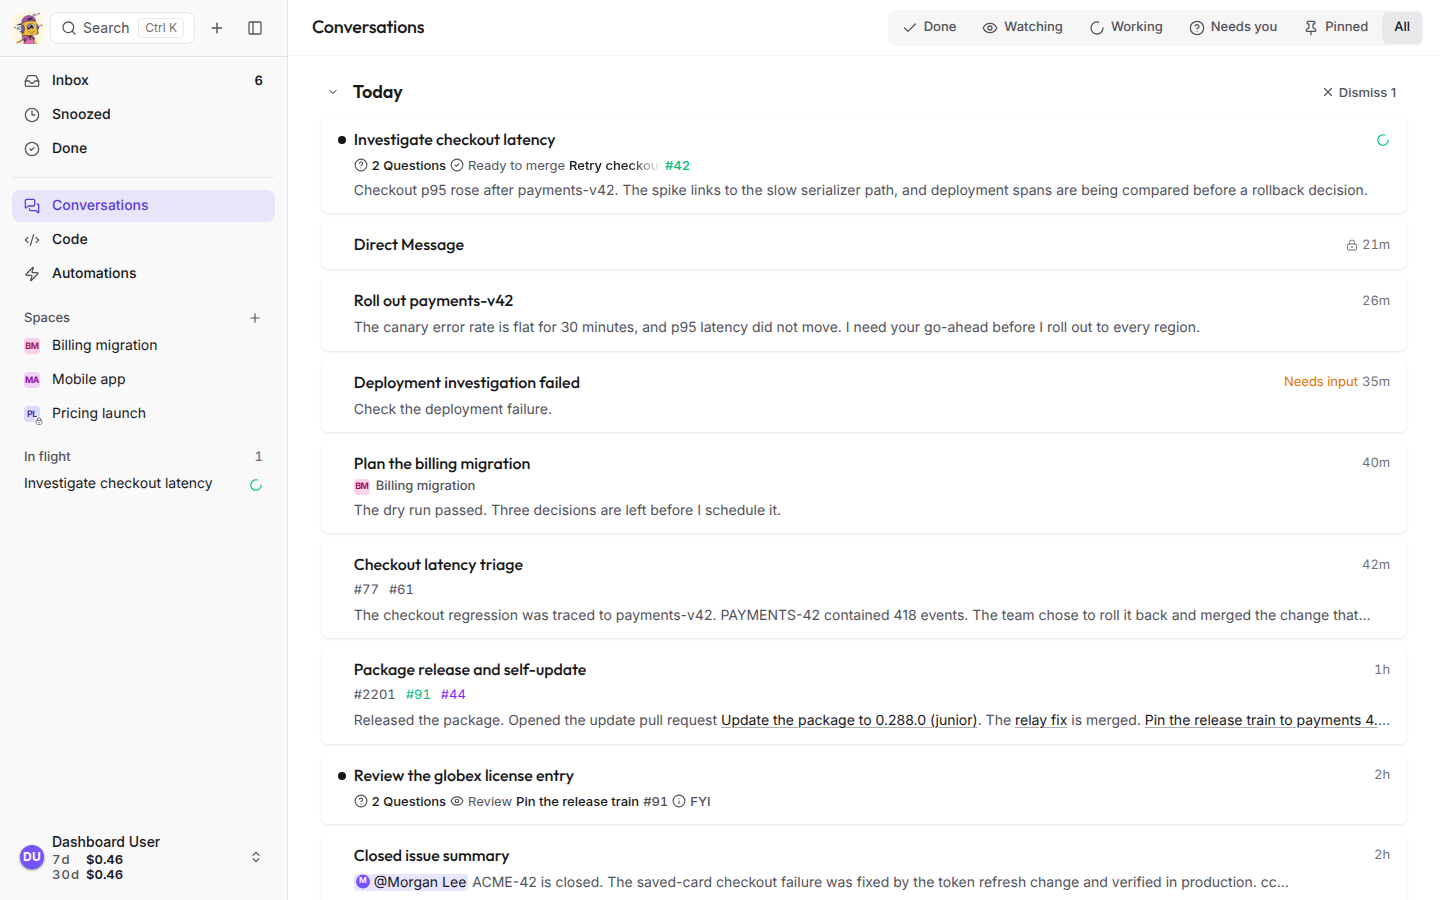 Search Ctrl K
Inbox 6
Snoozed
Done
Conversations
Code
Automations
Spaces
BM Billing migration
MA Mobile app
PL Pricing launch
In flight 1
Investigate checkout latency
DU Dashboard User
7d $0.46
30d $0.46
Conversations
Done Watching Working Needs you Pinned All
Today Dismiss 1
Investigate checkout latency
2 Questions Ready to merge Retry checkou #42
Checkout p95 rose after payments-v42. The spike links to the slow serializer path, and deployment spans are being compared before a rollback decision.
Direct Message 21m
Roll out payments-v42 26m
The canary error rate is flat for 30 minutes, and p95 latency did not move. I need your go-ahead before I roll out to every region.
Deployment investigation failed Needs input 35m
Check the deployment failure.
Plan the billing migration 40m
BM Billing migration
The dry run passed. Three decisions are left before I schedule it.
Checkout latency triage 42m
#77 #61
The checkout regression was traced to payments-v42. PAYMENTS-42 contained 418 events. The team chose to roll it back and merged the change that...
Package release and self-update 1h
#2201 #91 #44
Released the package. Opened the update pull request Update the package to 0.288.0 (junior). The relay fix is merged. Pin the release train to payments 4....
Review the globex license entry 2h
2 Questions Review Pin the release train #91 FYI
Closed issue summary 2h
M @Morgan Lee ACME-42 is closed. The saved-card checkout failure was fixed by the token refresh change and verified in production. cc...